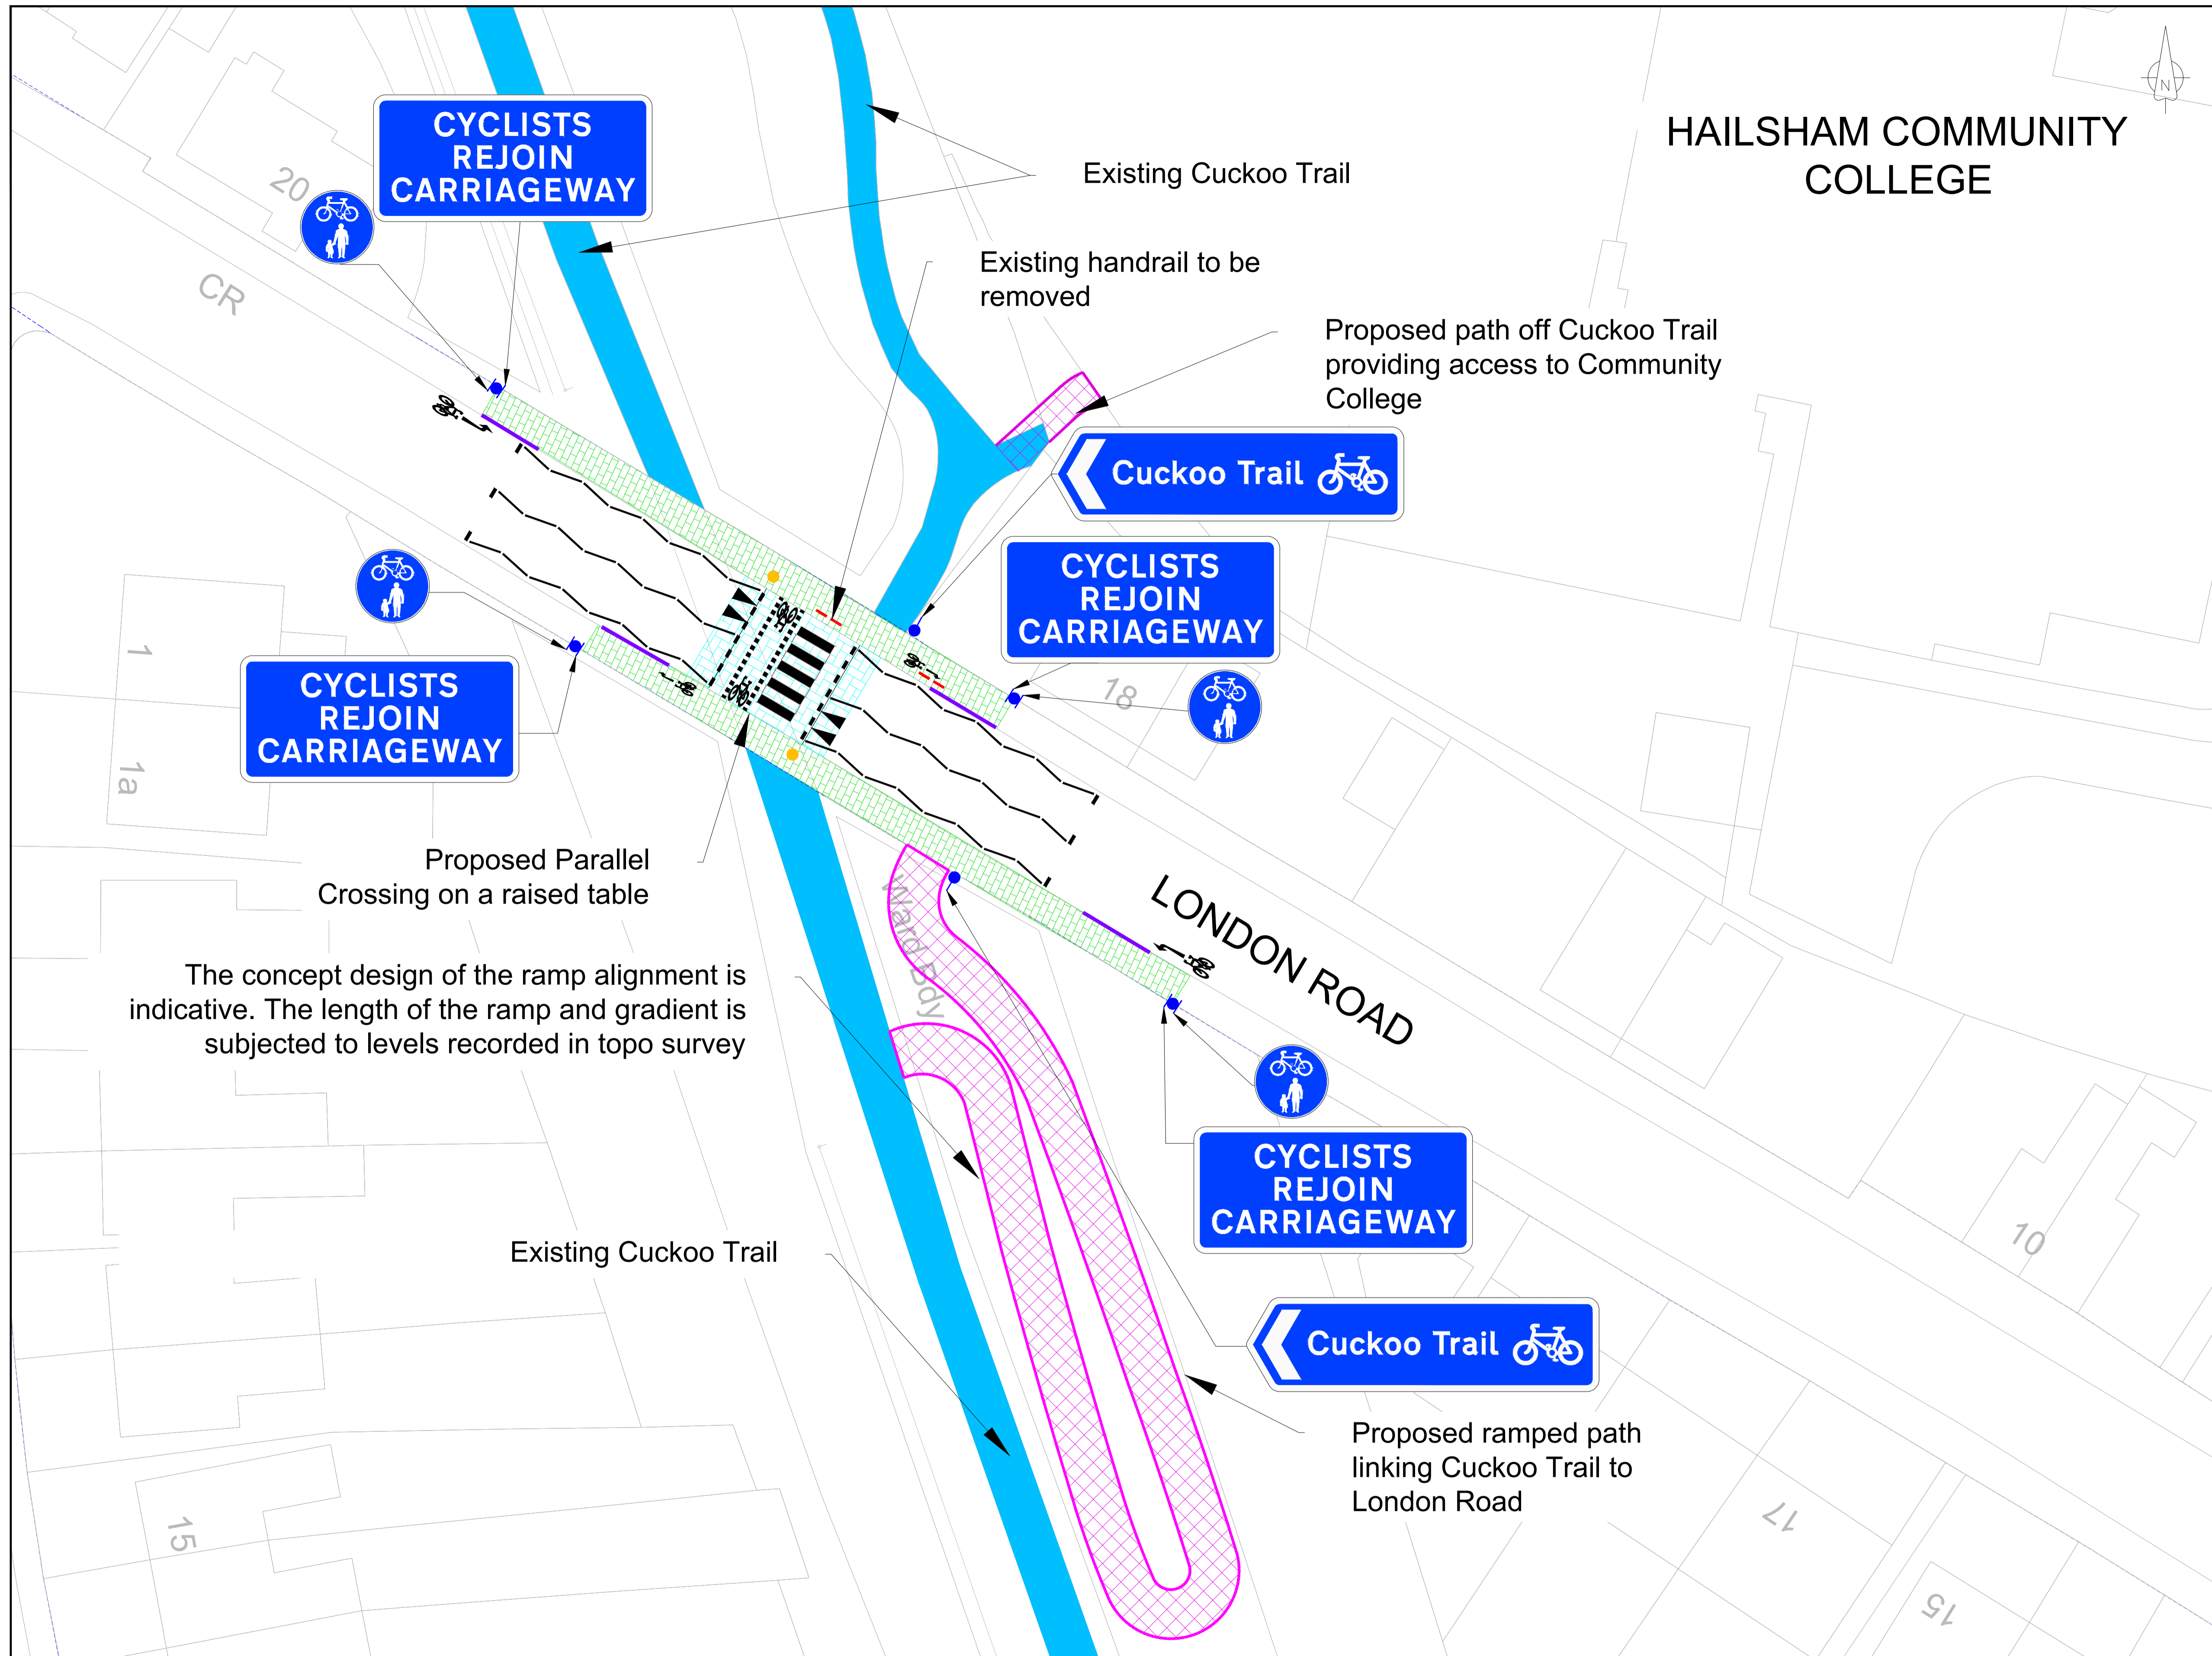 N
HAILSHAM COMMUNITY
COLLEGE
CYCLISTS
REJOIN
CARRIAGEWAY
20
CR
Existing Cuckoo Trail
Existing handrail to be
removed
Proposed path off Cuckoo Trail
providing access to Community
College
Cuckoo Trail
CYCLISTS
REJOIN
CARRIAGEWAY
18
1
1a
CYCLISTS
REJOIN
CARRIAGEWAY
Proposed Parallel
Crossing on a raised table
Ward Bdy
LONDON ROAD
The concept design of the ramp alignment is
indicative. The length of the ramp and gradient is
subjected to levels recorded in topo survey
CYCLISTS
REJOIN
CARRIAGEWAY
10
Existing Cuckoo Trail
Cuckoo Trail
Proposed ramped path
linking Cuckoo Trail to
London Road
15
17
15